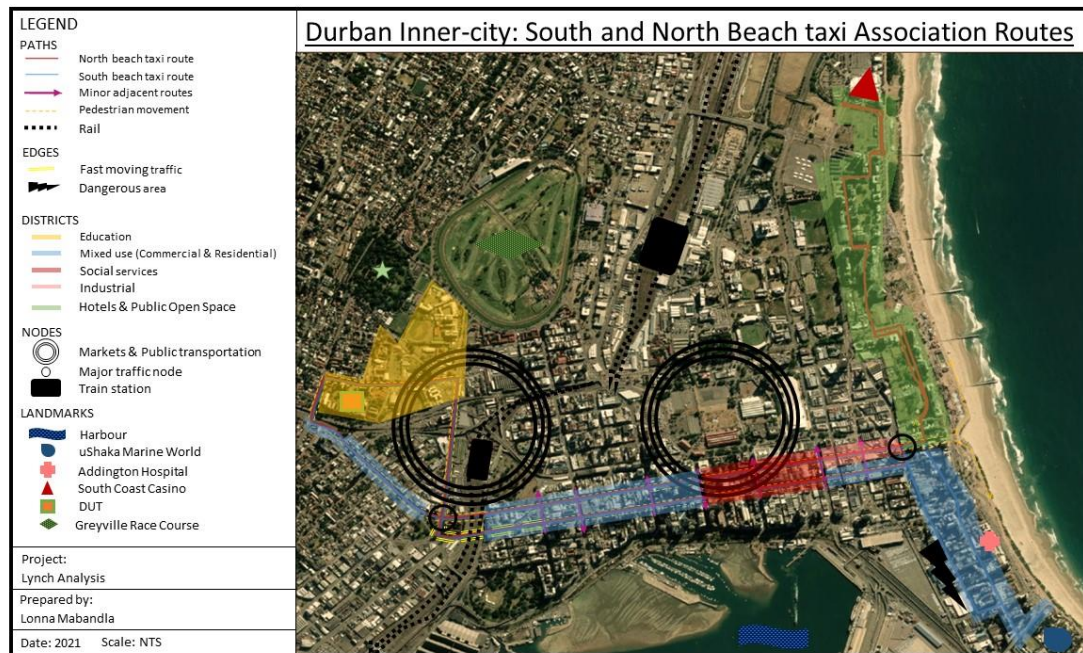 LEGEND
PATHS
North beach taxi route
South beach taxi route
Minor adjacent routes
Pedestrian movement
Rail
EDGES
Fast moving traffic
Dangerous area
DISTRICTS
Education
Mixed use (Commercial & Residential)
Social services
Industrial
Hotels & Public Open Space
NODES
Markets & Public transportation
Major traffic node
Train station
LANDMARKS
Harbour
uShaka Marine World
Addington Hospital
South Coast Casino
DUT
Greyville Race Course
Project:
Lynch Analysis
Prepared by:
Lonna Mabandla
Date: 2021 Scale: NTS
Durban Inner-city: South and North Beach taxi Association Routes